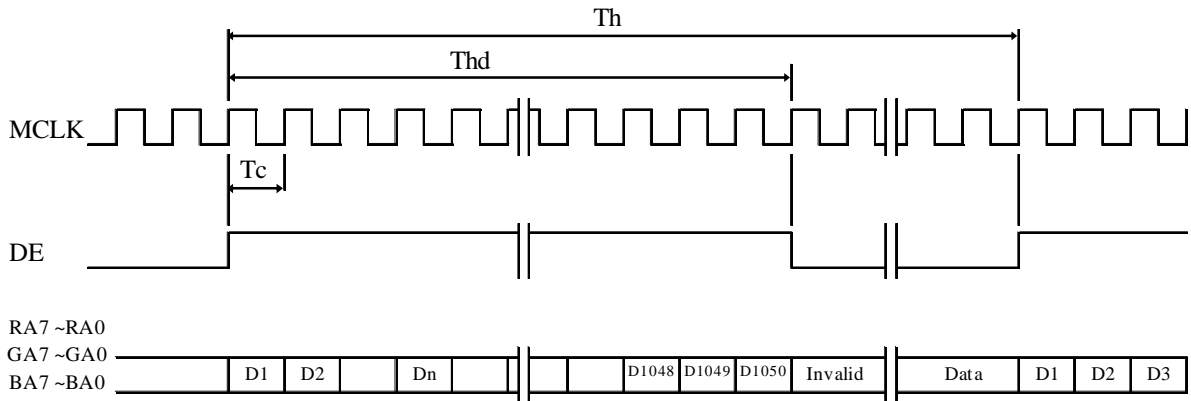 Th
Thd
MCLK
Tc
DE
RA7 ~RA0
GA7 ~GA0
BA7 ~BA0
D1 D2 Dn D1048 D1049 D1050 Invalid Data D1 D2 D3